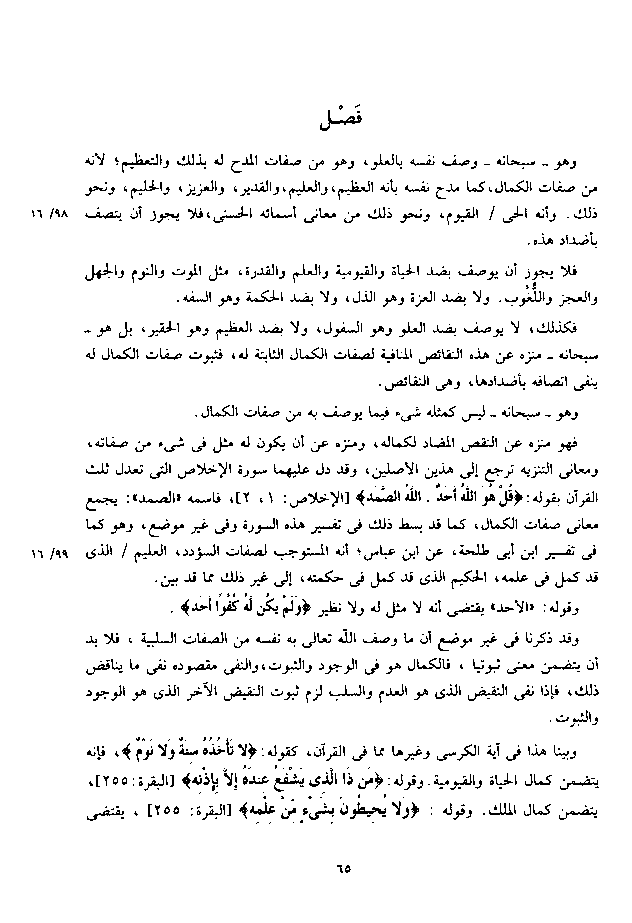 فَصْـل
وهو ـ سبحانه ـ وصف نفسه بالعلو، وهو من صفات المدح له بذلك والتعظيم؛ لأنه
من صفات الكمال،كما مدح نفسه بأنه العظيم،والعليم،والقدير، والعزيز، والحليم، ونحو
ذلك. وأنه الحى / القيوم، ونحو ذلك من معانى أسمائه الحسنى،فلا يجوز أن يتصف
١٦/ ٩٨
بأضداد هذه.
فلا يجوز أن يوصف بضد الحياة والقيومية والعلم والقدرة، مثل الموت والنوم والجهل
والعجز واللُّغُوب. ولا بضد العزة وهو الذل، ولا بضد الحكمة وهو السفه.
فكذلك، لا يوصف بضد العلو وهو السفول، ولا بضد العظيم وهو الحقير، بل هو ـ
سبحانه ـ منزه عن هذه النقائص المنافية لصفات الكمال الثابتة له، فثبوت صفات الكمال له
ينفى اتصافه بأضدادها، وهى النقائص.
وهو ـ سبحانه ـ ليس كمثله شىء فيما يوصف به من صفات الكمال.
فهو منزه عن النقص المضاد لكماله، ومنزه عن أن يكون له مثل فى شىء من صفاته،
ومعانى التنزيه ترجع إلى هذين الأصلين، وقد دل عليهما سورة الإخلاص التى تعدل ثلث
القرآن بقوله: ﴿قُلْ هُوَ اللَّهُ أَحَدٌ . اللَّهُ الصَّمَد﴾ [الإخلاص: ١ ، ٢]، فاسمه «الصمد»: يجمع
معانى صفات الكمال، كما قد بسط ذلك فى تفسير هذه السورة وفى غير موضع، وهو كما
فى تفسير ابن أبى طلحة، عن ابن عباس؛ أنه المستوجب لصفات السؤدد، العليم / الذى
١٦/ ٩٩
قد كمل فى علمه، الحكيم الذى قد كمل فى حكمته، إلى غير ذلك مما قد بين.
وقوله: «الأحد» يقتضى أنه لا مثل له ولا نظير ﴿وَلَمْ يَكُن لَّهُ كُفُوًا أَحَد﴾ .
وقد ذكرنا فى غير موضع أن ما وصف اللّٰه تعالى به نفسه من الصفات السلبية ، فلا بد
أن يتضمن معنى ثبوتيا ، فالكمال هو فى الوجود والثبوت،والنفى مقصوده نفى ما يناقض
ذلك، فإذا نفى النقيض الذى هو العدم والسلب لزم ثبوت النقيض الآخر الذى هو الوجود
والثبوت.
وبينا هذا فى آية الكرسى وغيرها مما فى القرآن، كقوله: ﴿لا تَأْخُذُهُ سِنَةٌ وَلا نَوْمٌ ﴾، فإنه
يتضمن كمال الحياة والقيومية. وقوله: ﴿مَن ذَا الَّذِى يَشْفَعُ عِندَهُ إِلاَّ بِإِذْنِه﴾ [البقرة: ٢٥٥]،
يتضمن كمال الملك. وقوله : ﴿وَلا يُحِيطُونَ بِشَىْءٍ مِّنْ عِلْمِه﴾ [البقرة: ٢٥٥] ، يقتضى
٦٥